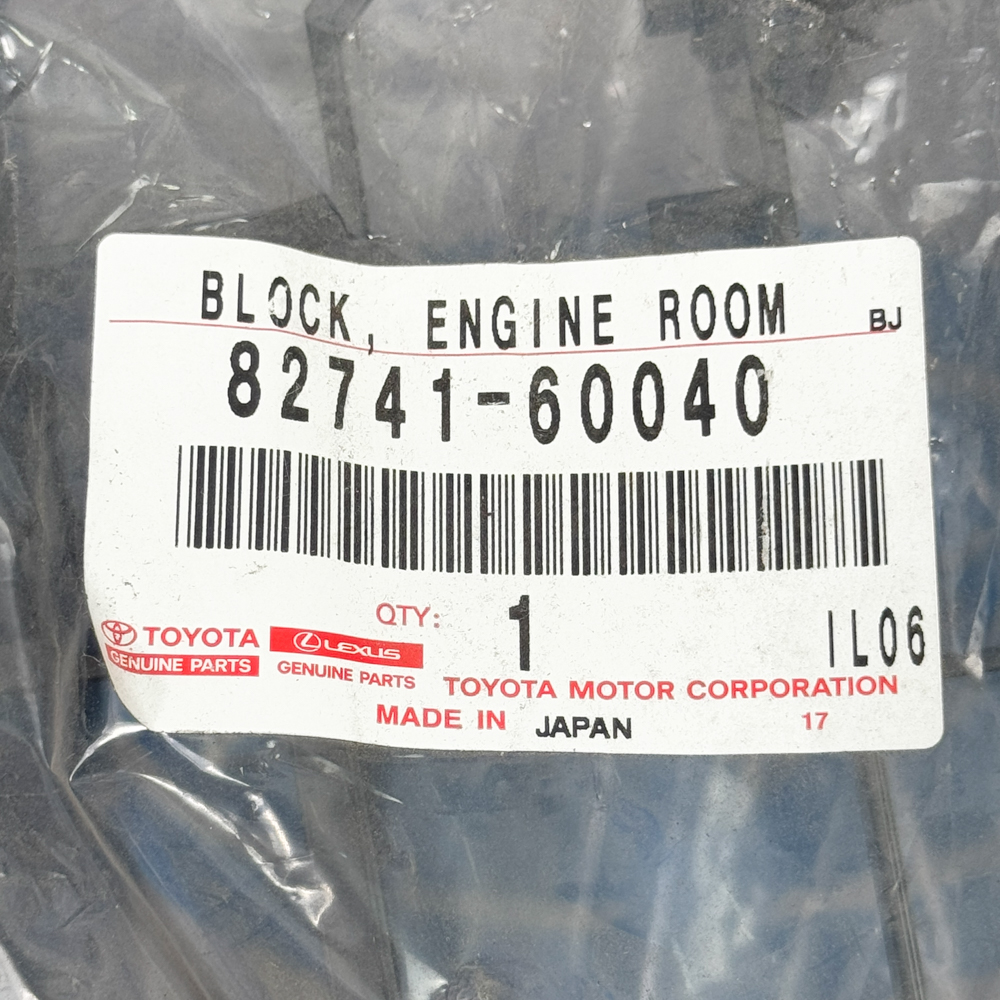 BLOCK, ENGINE ROOM BJ
82741-60040
QTY: 1 IL06
TOYOTA LEXUS
GENUINE PARTS GENUINE PARTS
TOYOTA MOTOR CORPORATION
MADE IN JAPAN 17